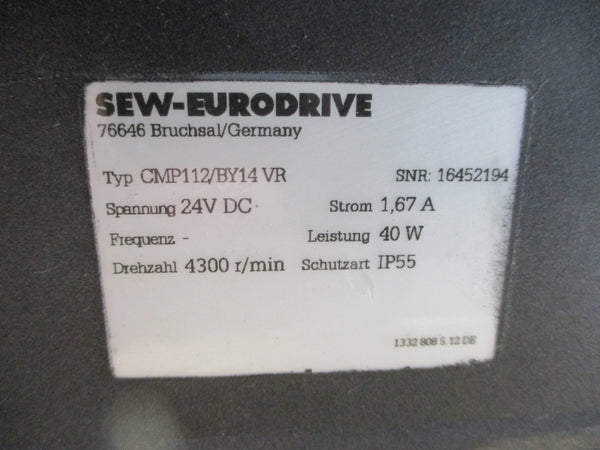 SEW-EURODRIVE
76646 Bruchsal/Germany
Typ CMP112/BY14 VR SNR: 16452194
Spannung 24V DC Strom 1,67 A
Frequenz - Leistung 40 W
Drehzahl 4300 r/min Schutzart IP55
1332 808 5.12 DE